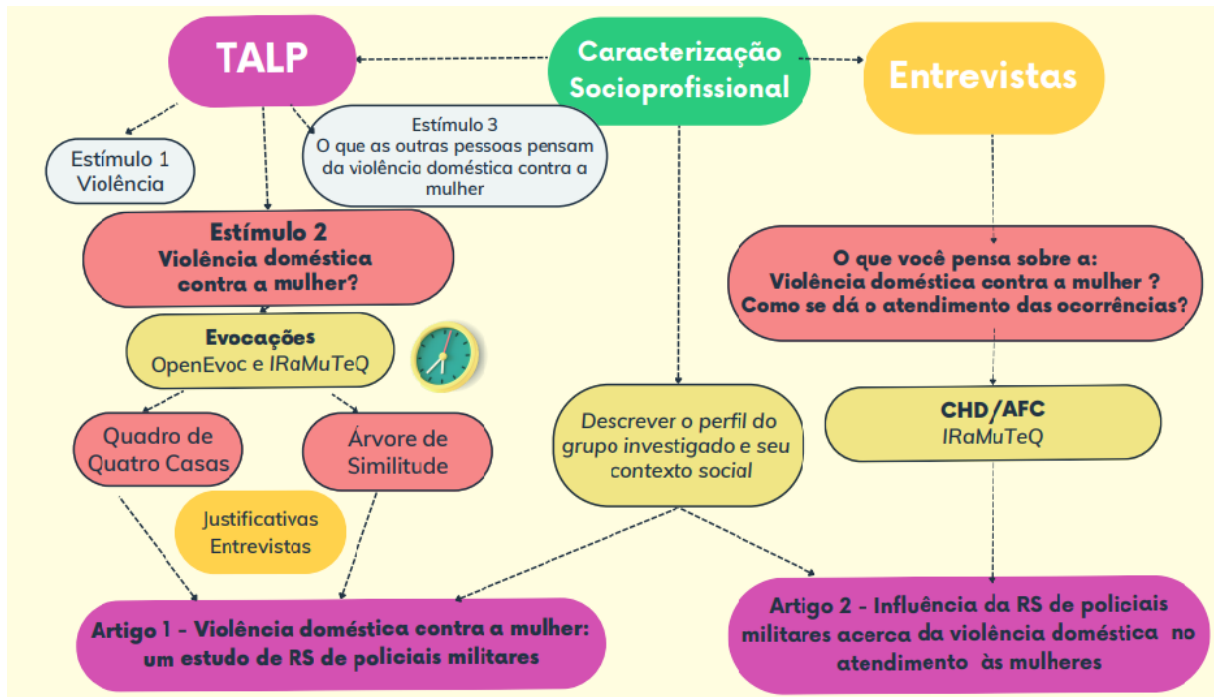 TALP
Caracterização
Socioprofissional
Entrevistas
Estímulo 1
Violência
Estímulo 3
O que as outras pessoas pensam
da violência doméstica contra a
mulher
Estímulo 2
Violência doméstica
contra a mulher?
O que você pensa sobre a:
Violência doméstica contra a mulher ?
Como se dá o atendimento das ocorrências?
Evocações
OpenEvoc e IRaMuTeQ
Quadro de
Quatro Casas
Árvore de
Similitude
Descrever o perfil do
grupo investigado e seu
contexto social
CHD/AFC
IRaMuTeQ
Justificativas
Entrevistas
Artigo 1 - Violência doméstica contra a mulher:
um estudo de RS de policiais militares
Artigo 2 - Influência da RS de policiais
militares acerca da violência doméstica no
atendimento às mulheres